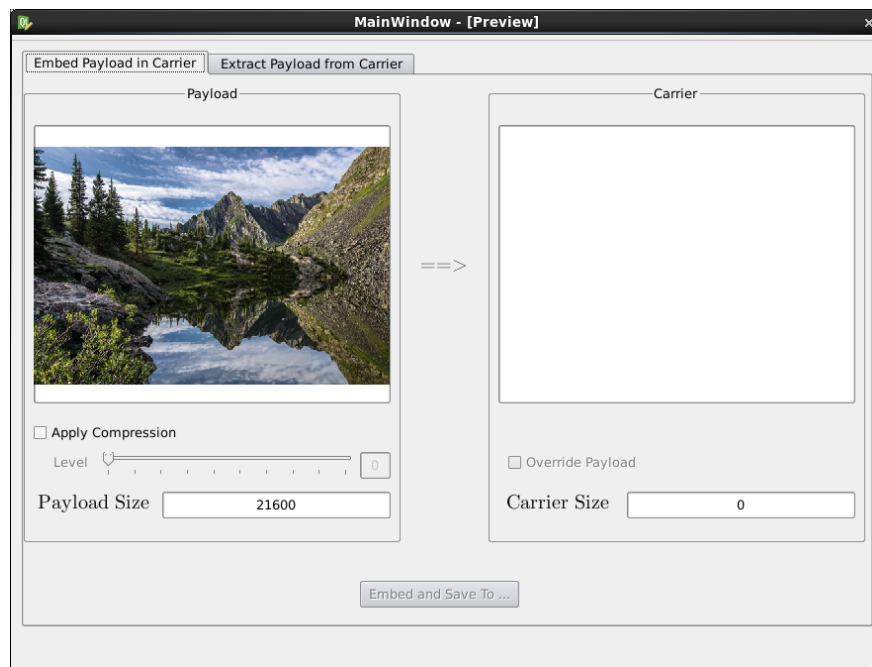 MainWindow - [Preview]
Embed Payload in Carrier
Extract Payload from Carrier
Payload
Carrier
==>
Apply Compression
Level
0
Override Payload
Payload Size
21600
Carrier Size
0
Embed and Save To ...